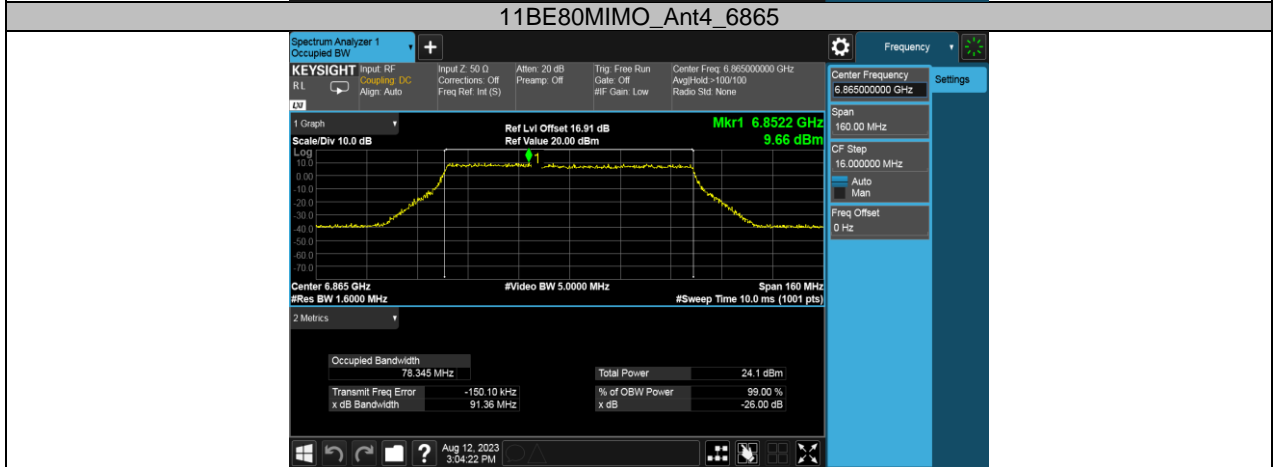 11BE80MIMO_Ant4_6865
Spectrum Analyzer 1
Occupied BW
+
Frequency
KEYSIGHT
RL
LXI
Input: RF
Coupling: DC
Align: Auto
Input Z: 50 Ω
Corrections: Off
Freq Ref: Int (S)
Atten: 20 dB
Preamp: Off
Trig: Free Run
Gate: Off
#IF Gain: Low
Center Freq: 6.865000000 GHz
Avg|Hold:>100/100
Radio Std: None
Center Frequency
6.865000000 GHz
Settings
Span
160.00 MHz
CF Step
16.000000 MHz
Auto
Man
Freq Offset
0 Hz
1 Graph
Scale/Div 10.0 dB
Ref Lvl Offset 16.91 dB
Ref Value 20.00 dBm
Mkr1 6.8522 GHz
9.66 dBm
Log
10.0
0.00
-10.0
-20.0
-30.0
-40.0
-50.0
-60.0
-70.0
1
Center 6.865 GHz
#Res BW 1.6000 MHz
#Video BW 5.0000 MHz
Span 160 MHz
#Sweep Time 10.0 ms (1001 pts)
2 Metrics
Occupied Bandwidth
78.345 MHz
Total Power 24.1 dBm
Transmit Freq Error -150.10 kHz
% of OBW Power 99.00 %
x dB Bandwidth 91.36 MHz
x dB -26.00 dB
?
Aug 12, 2023
3:04:22 PM